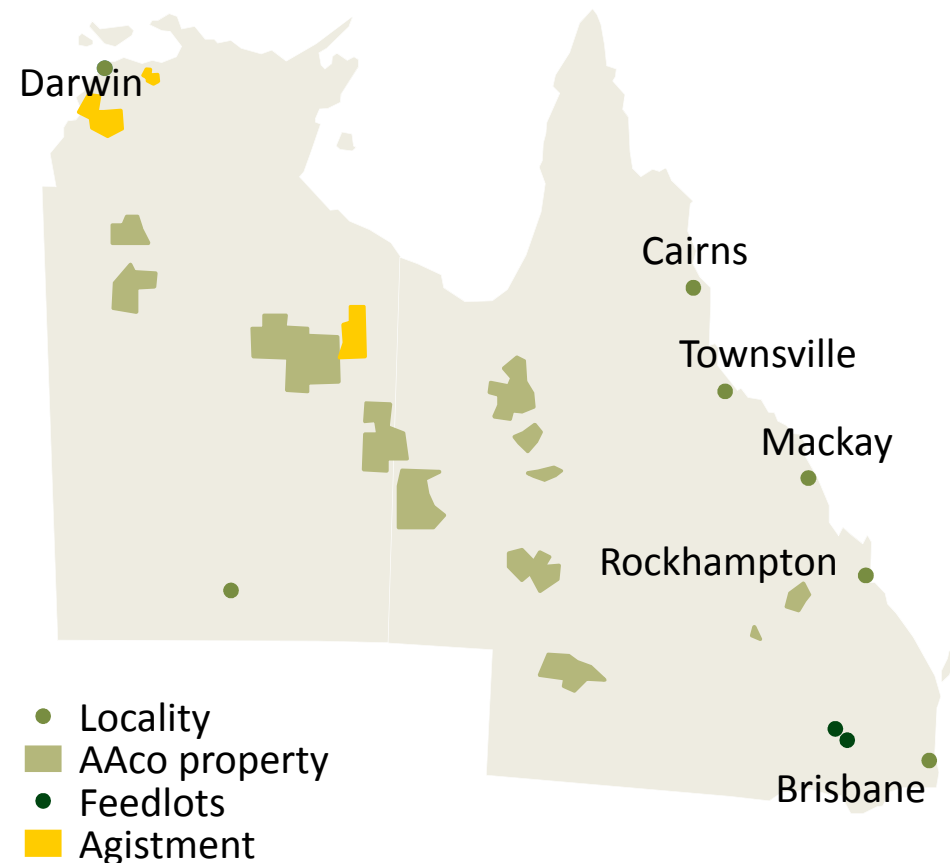 Darwin
Cairns
Townsville
Mackay
Rockhampton
Brisbane
Locality
AAco property
Feedlots
Agistment